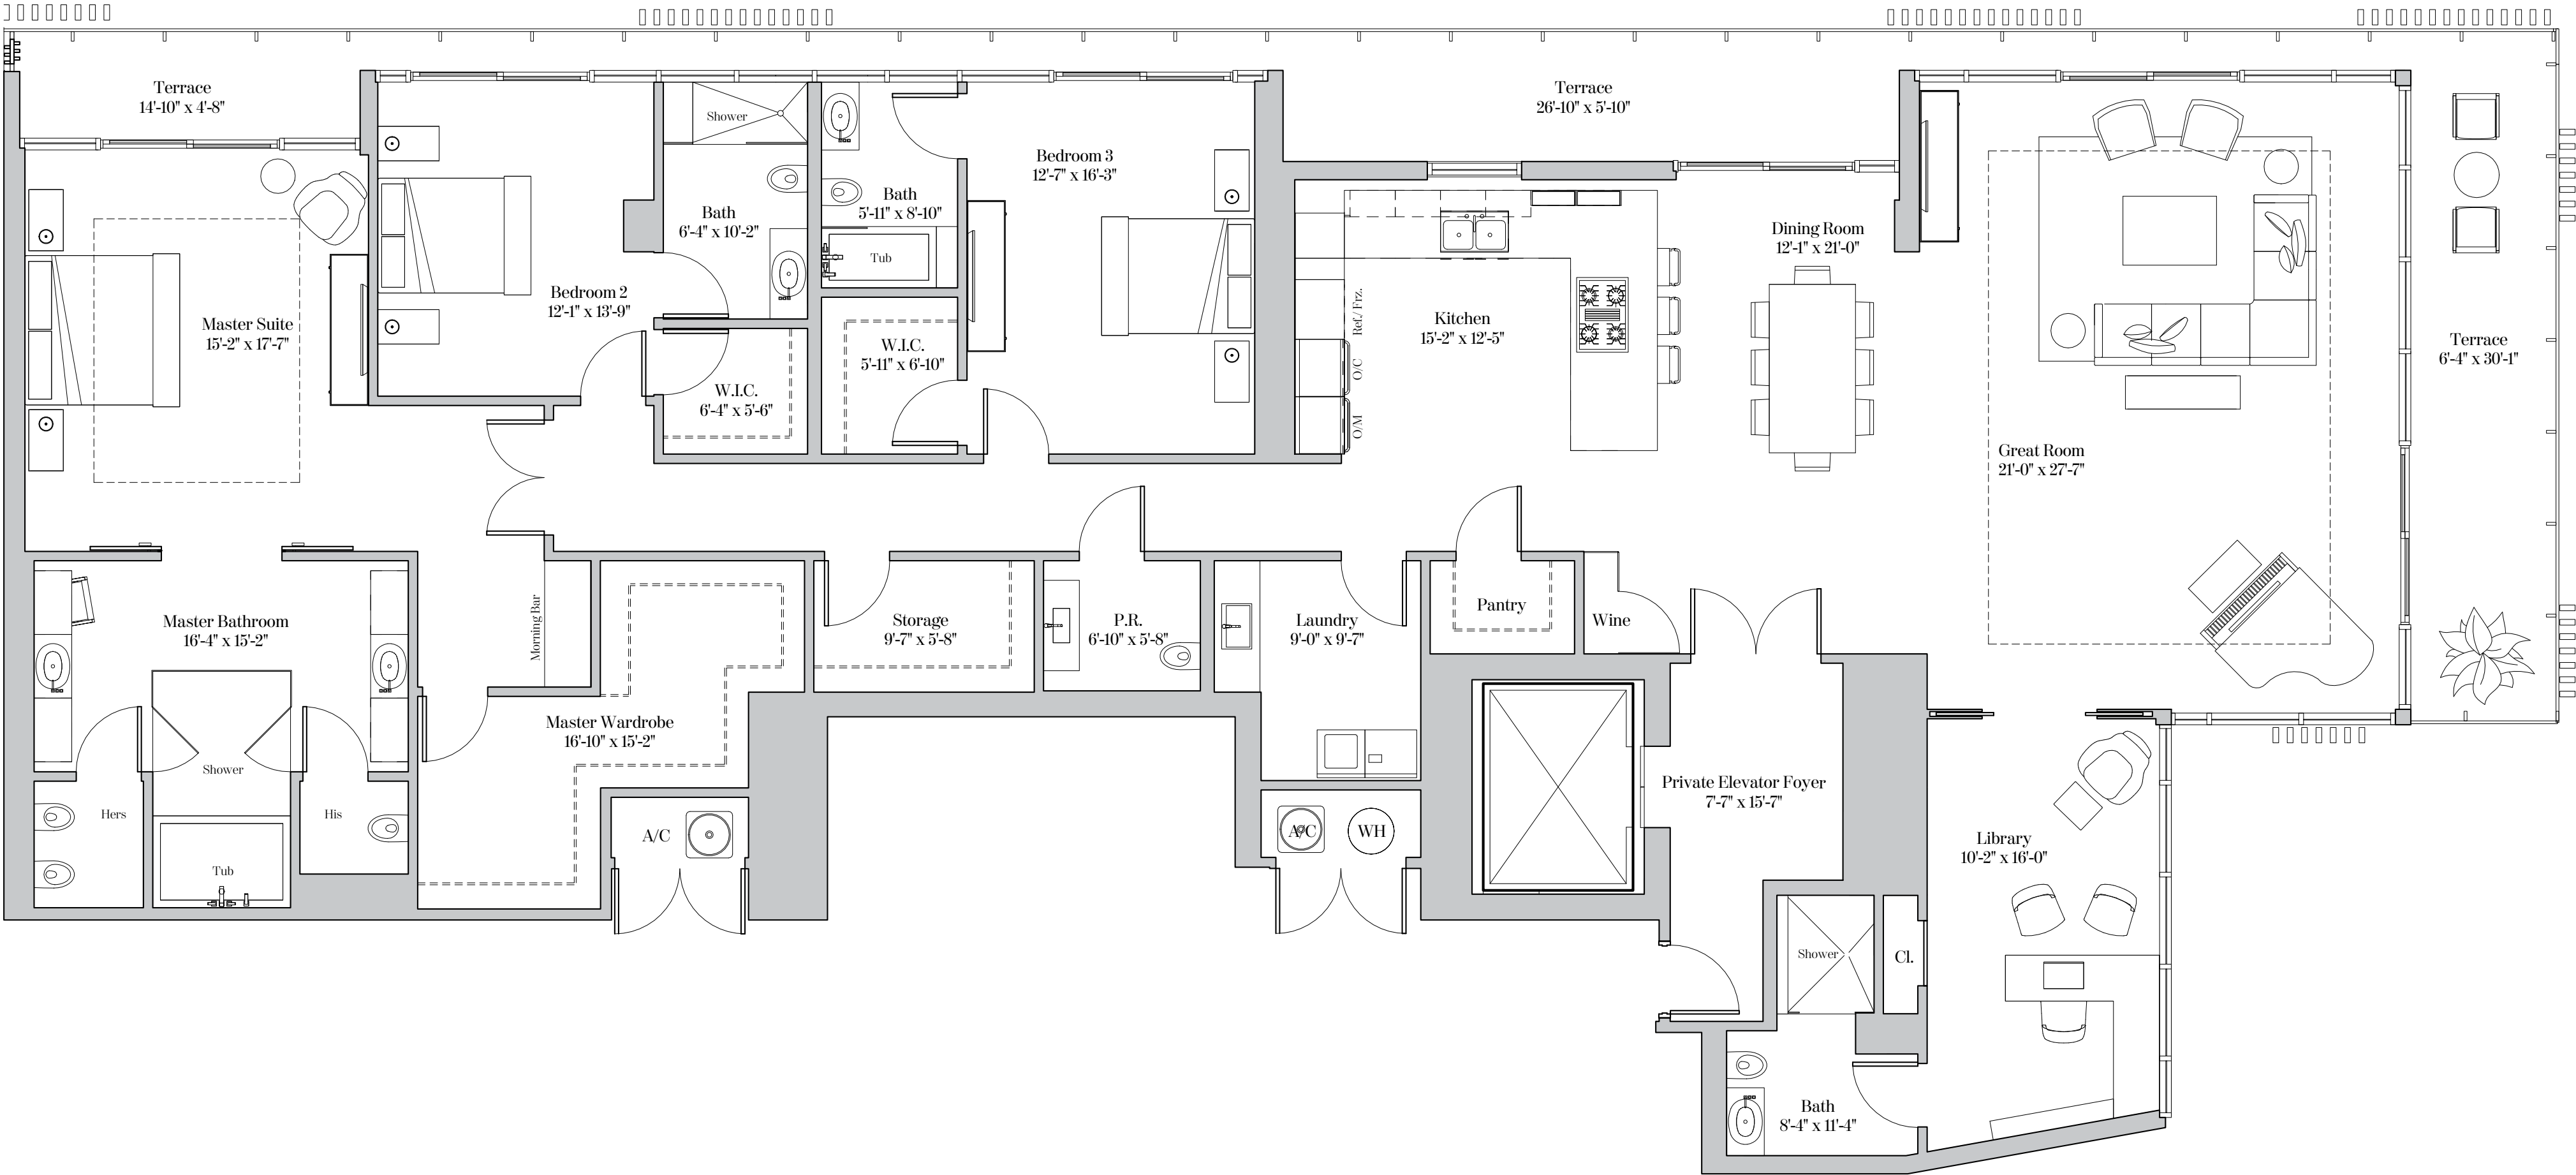 Terrace
14'-10" x 4'-8"
Terrace
26'-10" x 5'-10"
Shower
Bedroom 3
12'-7" x 16'-3"
Bath
5'-11" x 8'-10"
Bath
6'-4" x 10'-2"
Tub
Dining Room
12'-1" x 21'-0"
Bedroom 2
12'-1" x 13'-9"
Master Suite
15'-2" x 17'-7"
Ref./ Frz.
O/C
O/M
Kitchen
15'-2" x 12'-5"
W.I.C.
5'-11" x 6'-10"
W.I.C.
6'-4" x 5'-6"
Terrace
6'-4" x 30'-1"
Great Room
21'-0" x 27'-7"
Master Bathroom
16'-4" x 15'-2"
Morning Bar
Storage
9'-7" x 5'-8"
P.R.
6'-10" x 5'-8"
Laundry
9'-0" x 9'-7"
Pantry
Wine
Master Wardrobe
16'-10" x 15'-2"
Shower
Hers
His
Tub
A/C
A/C
WH
Private Elevator Foyer
7'-7" x 15'-7"
Library
10'-2" x 16'-0"
Shower
Cl.
Bath
8'-4" x 11'-4"